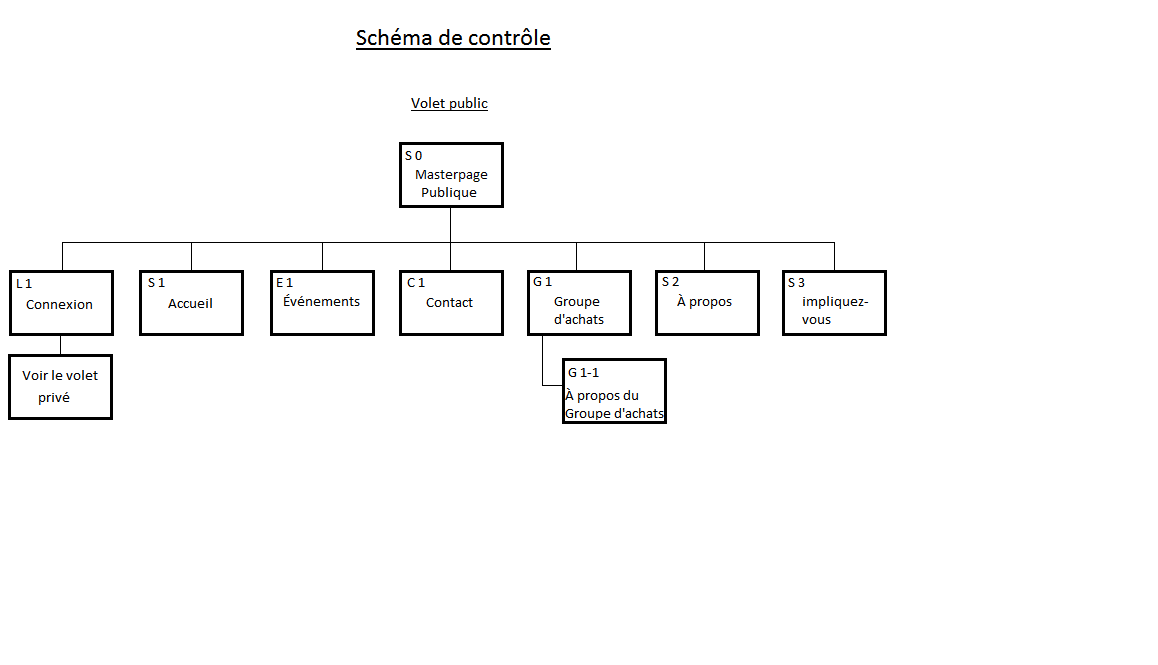 Schéma de contrôle
Volet public
S 0
Masterpage
Publique
L 1
Connexion
S 1
Accueil
E 1
Événements
C 1
Contact
G 1
Groupe
d'achats
S 2
À propos
S 3
impliquez-
vous
Voir le volet
privé
G 1-1
À propos du
Groupe d'achats